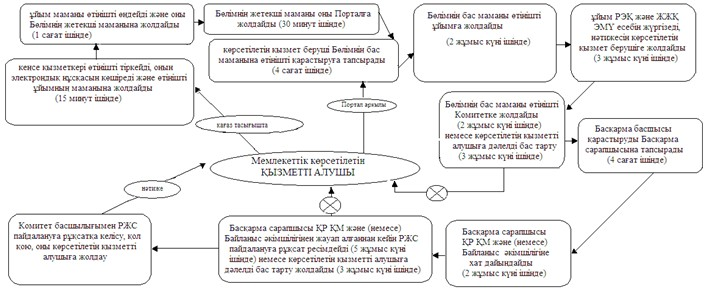 ұйым маманы өтінішті өңдейді және оны
Бөлімнің жетекші маманына жолдайды
(1 сағат ішінде)
Бөлімнің жетекші маманы оны Порталға
жолдайды (30 минут ішінде)
көрсетілетін қызмет беруші Бөлімнің бас
маманына өтінішті қарастыруға тапсырады
(4 сағат ішінде)
Бөлімнің бас маманы өтінішті
ұйымға жолдайды
(2 жұмыс күні ішінде)
ұйым РЭҚ және ЖЖҚ
ЭМҮ есебін жүргізеді,
нәтижесін көрсетілетін
қызмет берушіге жолдайды
(3 жұмыс күні ішінде)
кеңсе қызметкері өтінішті тіркейді, оның
электрондық нұсқасын көшіреді және өтінішті
ұйымның маманына жолдайды
(15 минут ішінде)
Портал арқылы
қағаз тасығышта
Бөлімнің бас маманы өтінішті
Комитетке жолдайды
(2 жұмыс күні ішінде)
немесе көрсетілетін қызметті
алушыға дәлелді бас тарту
(3 жұмыс күні ішінде)
Басқарма басшысы
қарастыруды Басқарма
сарапшысына тапсырады
(4 сағат ішінде)
Мемлекеттік көрсетілетін
ҚЫЗМЕТТІ АЛУШЫ
нәтиже
Комитет басшылығымен РЖС
пайдалануға рұқсатқа келісу, қол
қою, оны көрсетілетін қызметті
алушыға жолдау
Басқарма сарапшысы ҚР ҚМ және (немесе)
Байланыс әкімшілігінен жауап алғаннан кейін РЖС
пайдалануға рұқсат ресімдейді (5 жұмыс күні
ішінде) немесе көрсетілетін қызметті алушыға
дәлелді бас тарту жолдайды (3 жұмыс күні ішінде)
Басқарма сарапшысы
ҚР ҚМ және (немесе)
Байланыс әкімшілігіне
хат дайындайды
(2 жұмыс күні ішінде)